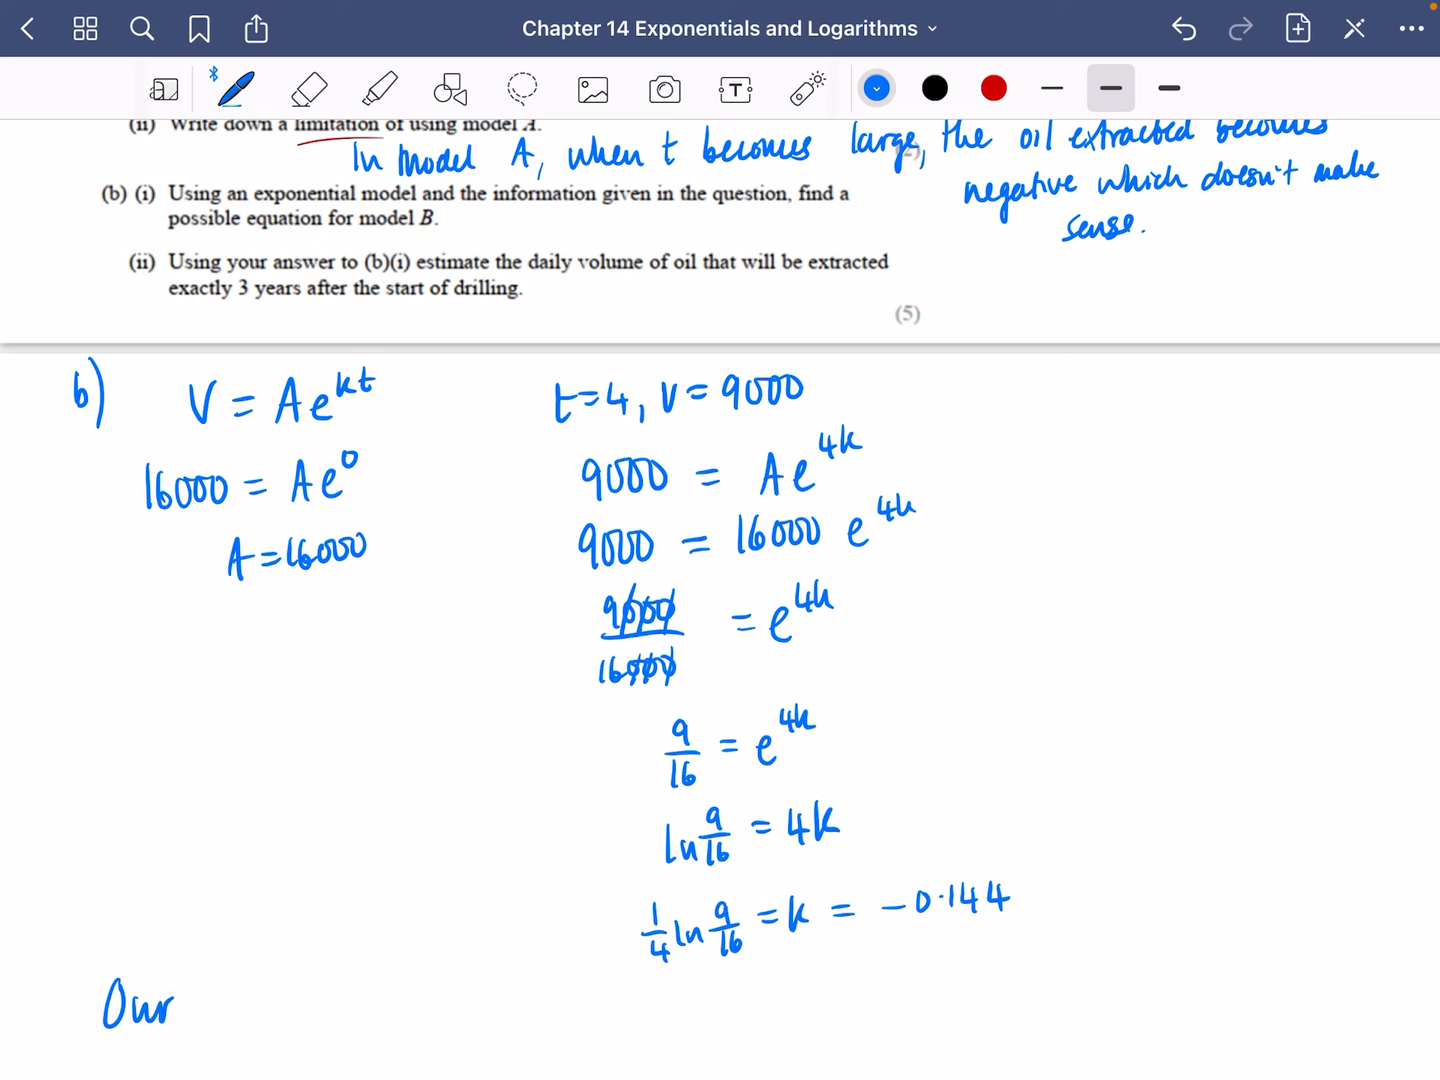 Chapter 14 Exponentials and Logarithms
(ii) Write down a limitation of using model A.
In model A, when t becomes large, the oil extracted becomes
negative which doesn't make
sense.
(b) (i) Using an exponential model and the information given in the question, find a
possible equation for model B.
(ii) Using your answer to (b)(i) estimate the daily volume of oil that will be extracted
exactly 3 years after the start of drilling.
(5)
b) V = Ae^{kt}
16000 = Ae^0
A = 16000
t=4, V = 9000
9000 = Ae^{4k}
9000 = 16000 e^{4k}
9000/16000 = e^{4k}
9/16 = e^{4k}
ln 9/16 = 4k
1/4 ln 9/16 = k = -0.144
Our